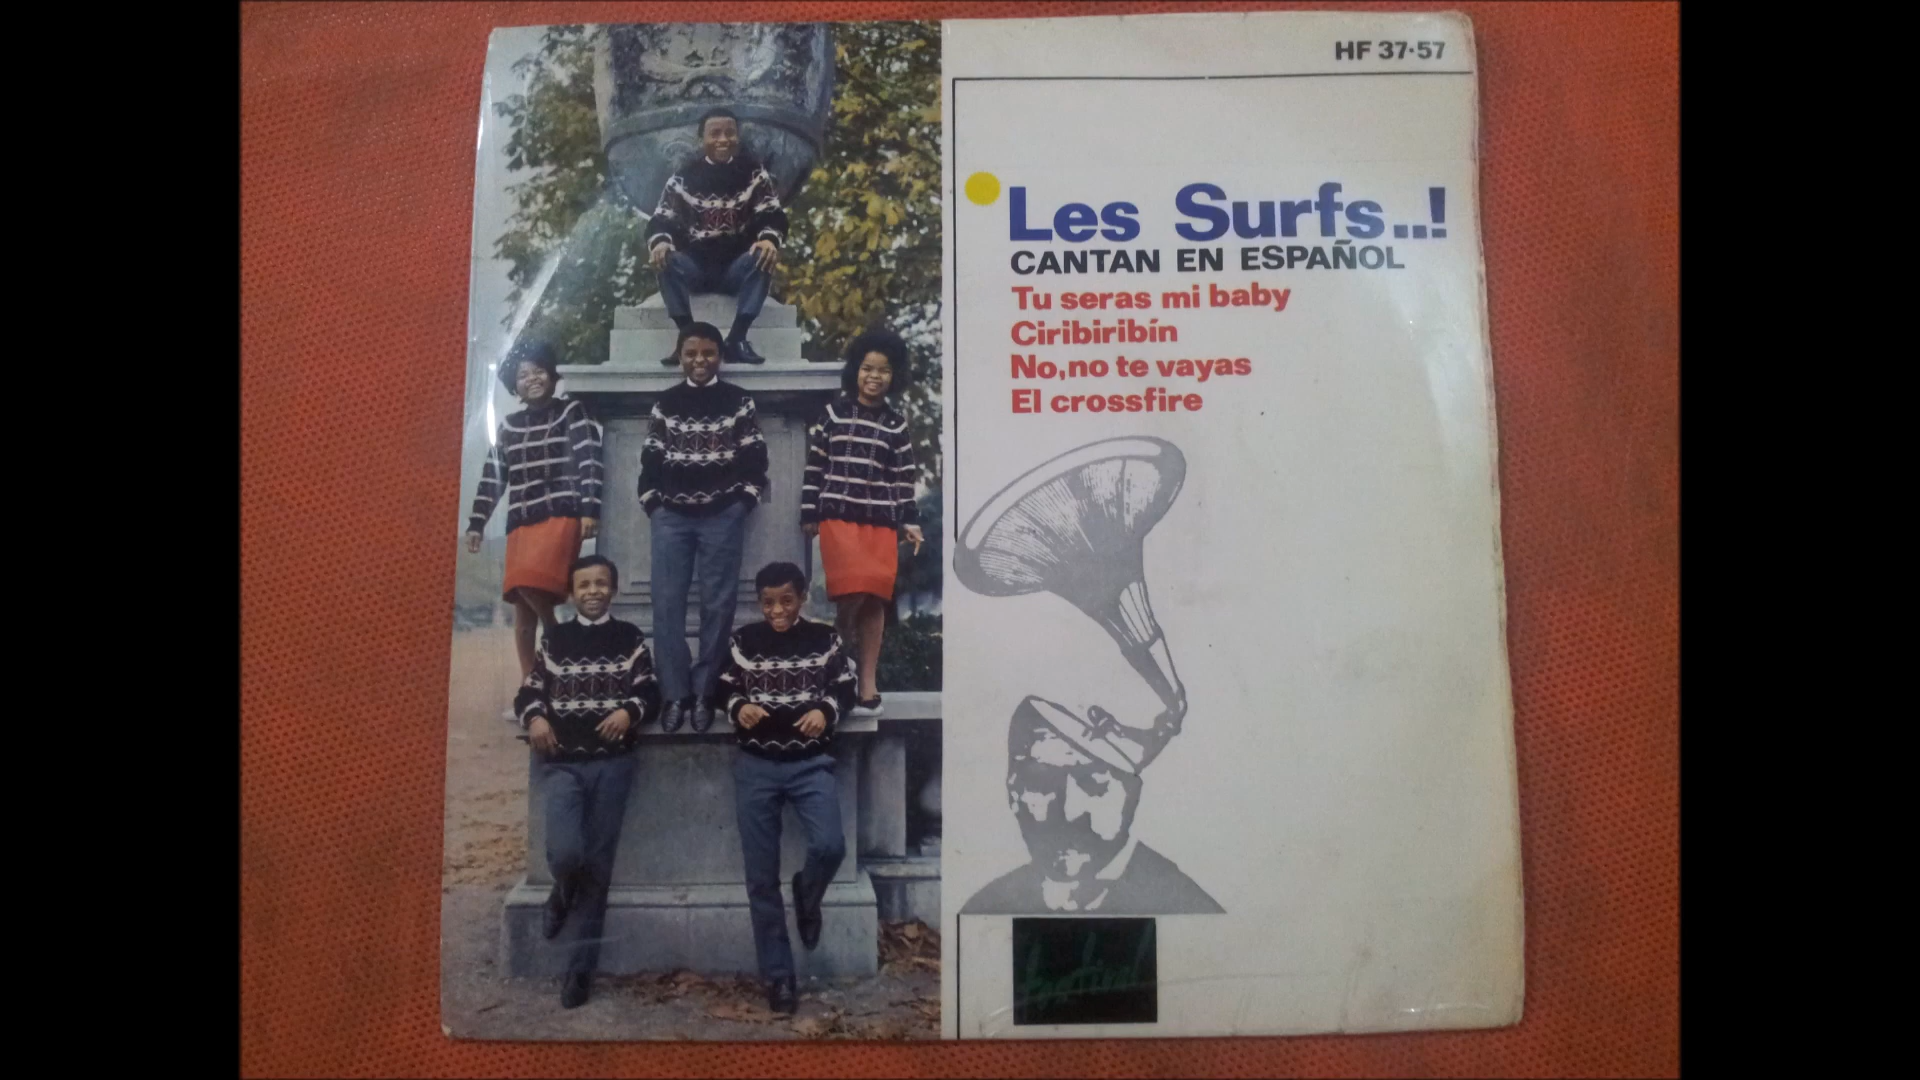 HF 37·57
Les Surfs..!
CANTAN EN ESPAÑOL
Tu seras mi baby
Ciribiribín
No,no te vayas
El crossfire
festival